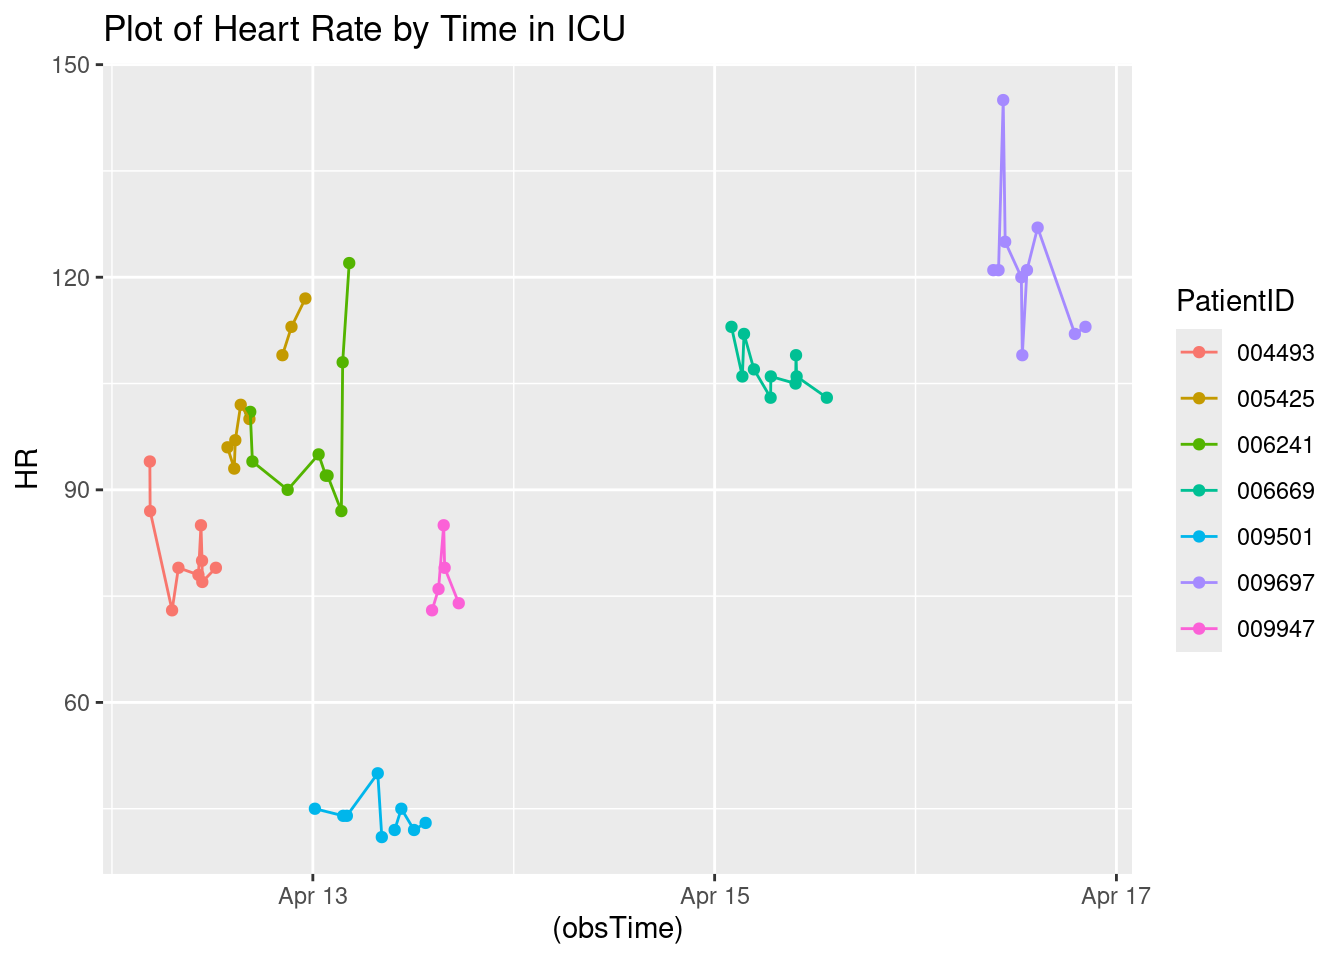 Plot of Heart Rate by Time in ICU
150
120
90
60
HR
Apr 13
Apr 15
Apr 17
(obsTime)
PatientID
004493
005425
006241
006669
009501
009697
009947